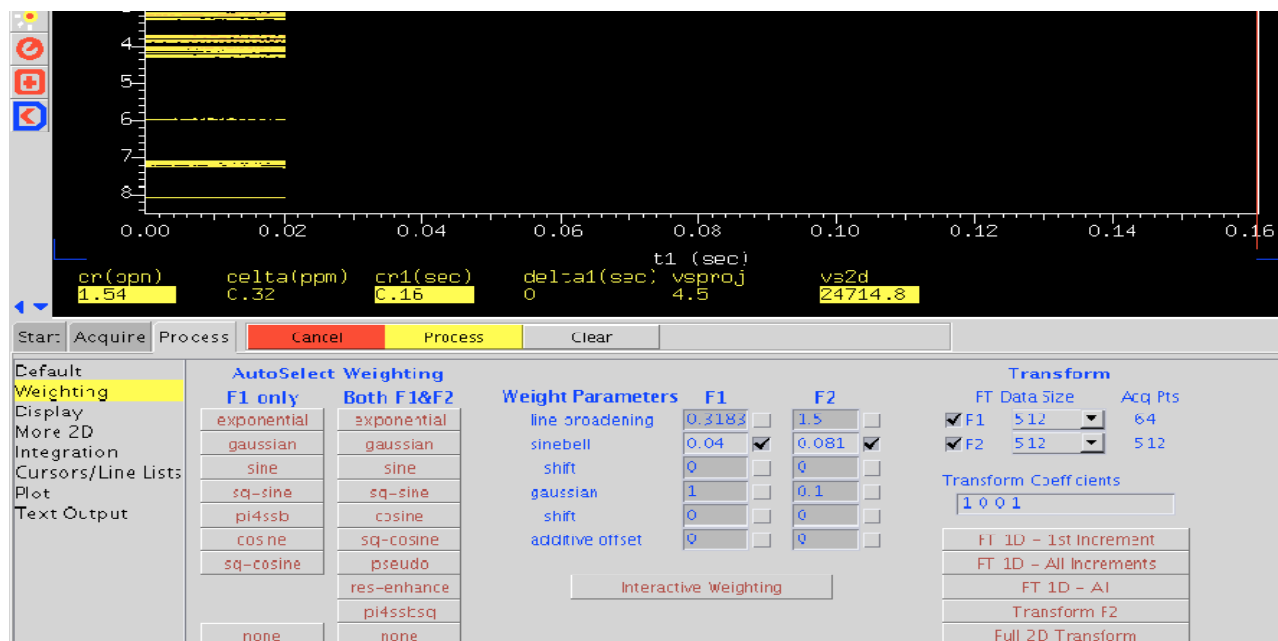 4
5
6
7
8
0.00 0.02 0.04 0.06 0.08 0.10 0.12 0.14 0.16
t1 (sec)
cr(ppm) delta(ppm) cr1(sec) delta1(sec) vsproj vs2d
1.54 0.32 0.16 0 4.5 24714.8
Start Acquire Process Cancel Process Clear
Default
Weighting
Display
More 2D
Integration
Cursors/Line Lists
Plot
Text Output
AutoSelect Weighting
F1 only Both F1&F2
exponential exponential
gaussian gaussian
sine sine
sq-sine sq-sine
pi4ssb cosine
cosine sq-cosine
sq-cosine pseudo
res-enhance
pi4ssbsq
none none
Weight Parameters F1 F2
line broadening 0.3183 1.5
sinebell 0.04 0.081
shift 0 0
gaussian 1 0.1
shift 0 0
additive offset 0 0
Interactive Weighting
Transform
FT Data Size Acq Pts
F1 512 64
F2 512 512
Transform Coefficients
1 0 0 1
FT 1D - 1st Increment
FT 1D - All Increments
FT 1D - All
Transform F2
Full 2D Transform